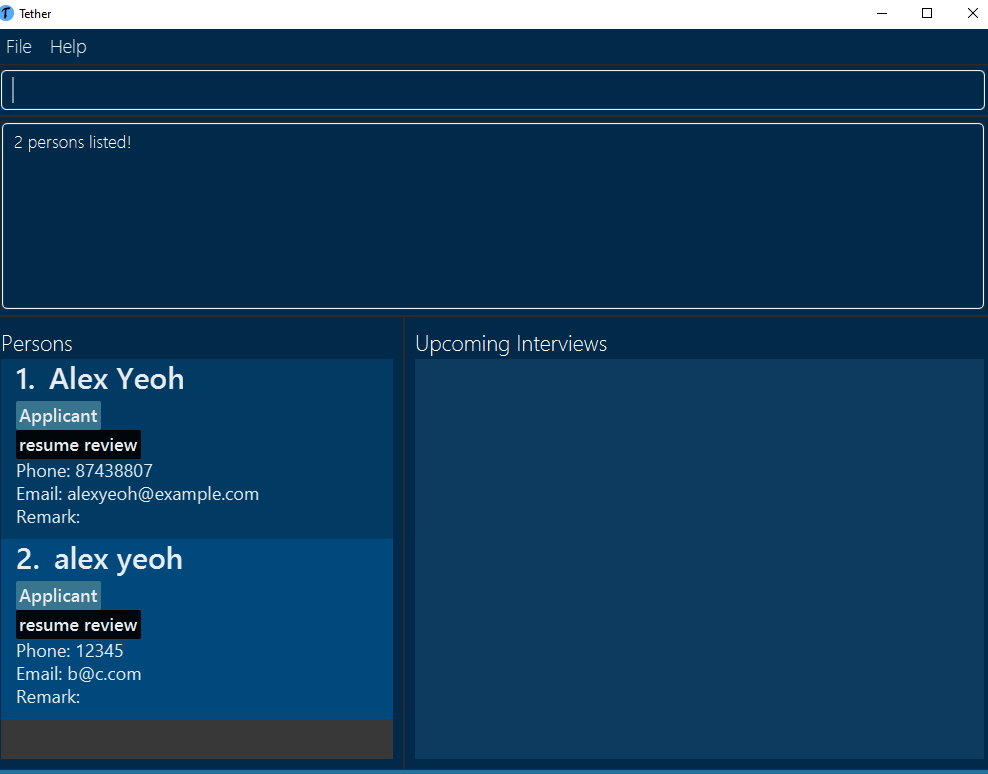 Tether
File Help
2 persons listed!
Persons
1. Alex Yeoh
Applicant
resume review
Phone: 87438807
Email: alexyeoh@example.com
Remark:
2. alex yeoh
Applicant
resume review
Phone: 12345
Email: b@c.com
Remark:
Upcoming Interviews